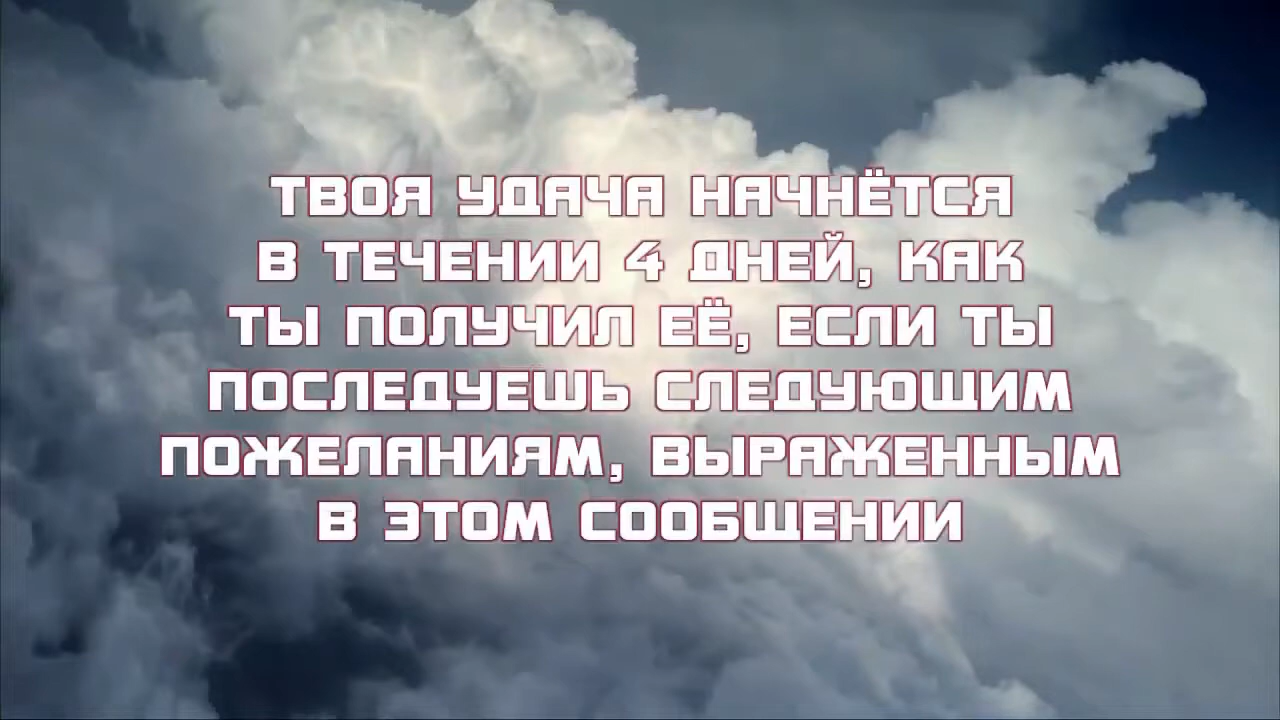 ТВОЯ УДАЧА НАЧНЁТСЯ
В ТЕЧЕНИИ 4 ДНЕЙ, КАК
ТЫ ПОЛУЧИЛ ЕЁ, ЕСЛИ ТЫ
ПОСЛЕДУЕШЬ СЛЕДУЮЩИМ
ПОЖЕЛАНИЯМ, ВЫРАЖЕННЫМ
В ЭТОМ СООБЩЕНИИ